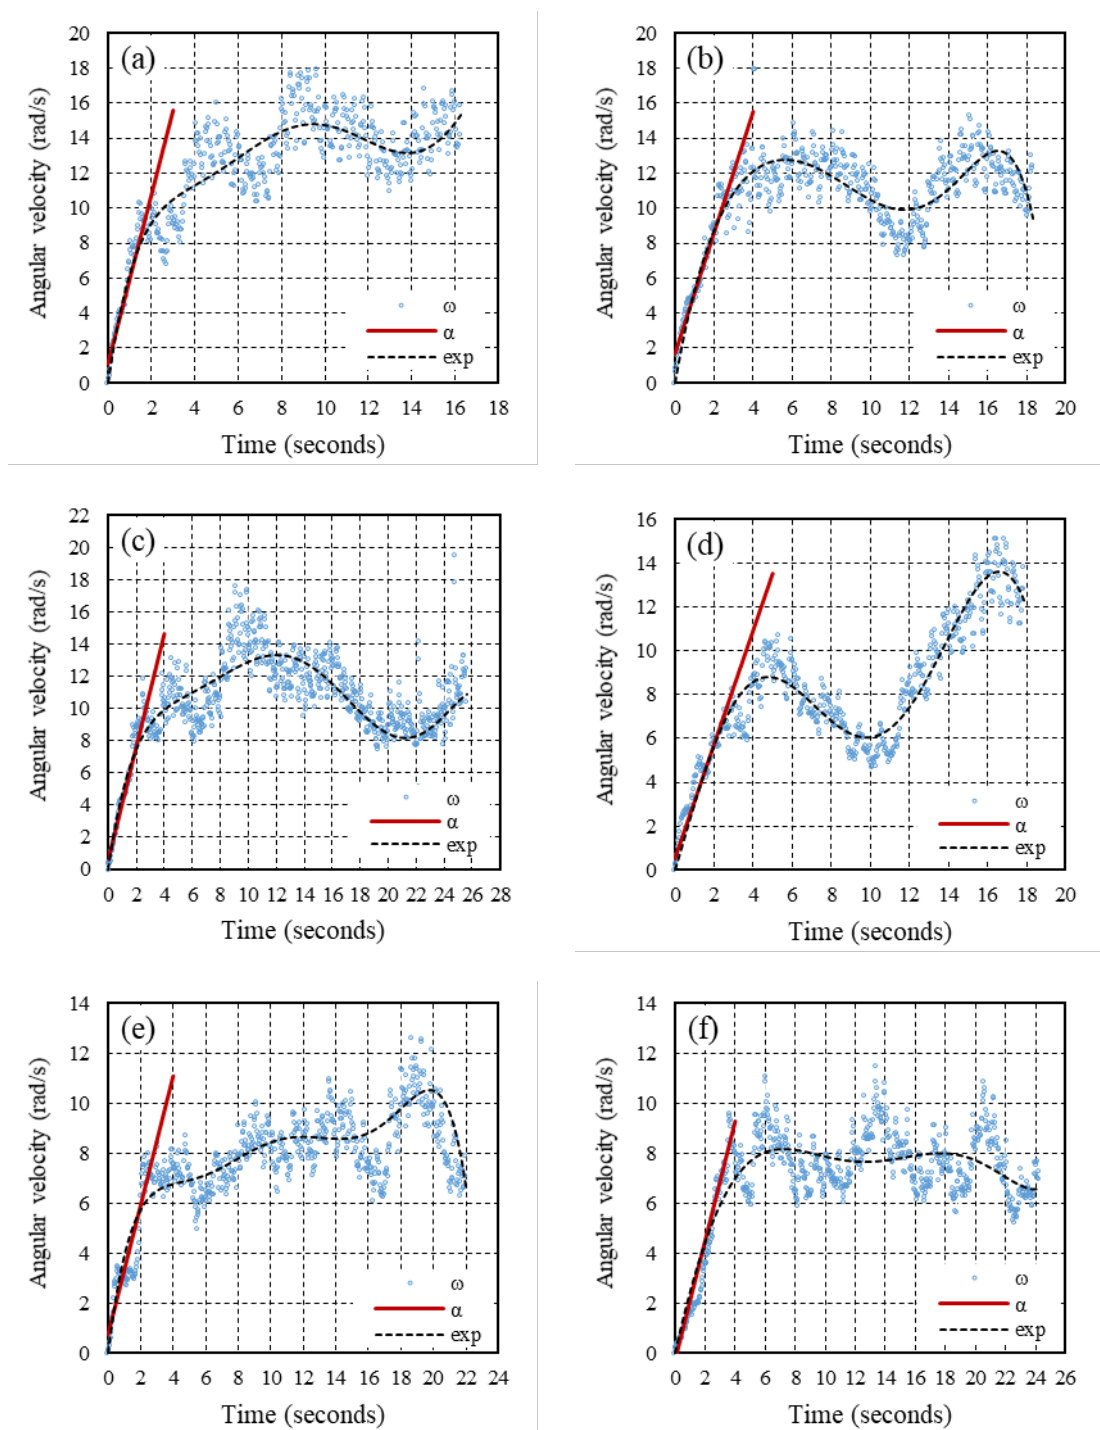 (a)
Angular velocity (rad/s)
20
18
16
14
12
10
8
6
4
2
0
ω
α
exp
0 2 4 6 8 10 12 14 16 18
Time (seconds)
(b)
Angular velocity (rad/s)
20
18
16
14
12
10
8
6
4
2
0
ω
α
exp
0 2 4 6 8 10 12 14 16 18 20
Time (seconds)
(c)
Angular velocity (rad/s)
22
20
18
16
14
12
10
8
6
4
2
0
ω
α
exp
0 2 4 6 8 10 12 14 16 18 20 22 24 26 28
Time (seconds)
(d)
Angular velocity (rad/s)
16
14
12
10
8
6
4
2
0
ω
α
exp
0 2 4 6 8 10 12 14 16 18 20
Time (seconds)
(e)
Angular velocity (rad/s)
14
12
10
8
6
4
2
0
ω
α
exp
0 2 4 6 8 10 12 14 16 18 20 22 24
Time (seconds)
(f)
Angular velocity (rad/s)
14
12
10
8
6
4
2
0
ω
α
exp
0 2 4 6 8 10 12 14 16 18 20 22 24 26
Time (seconds)